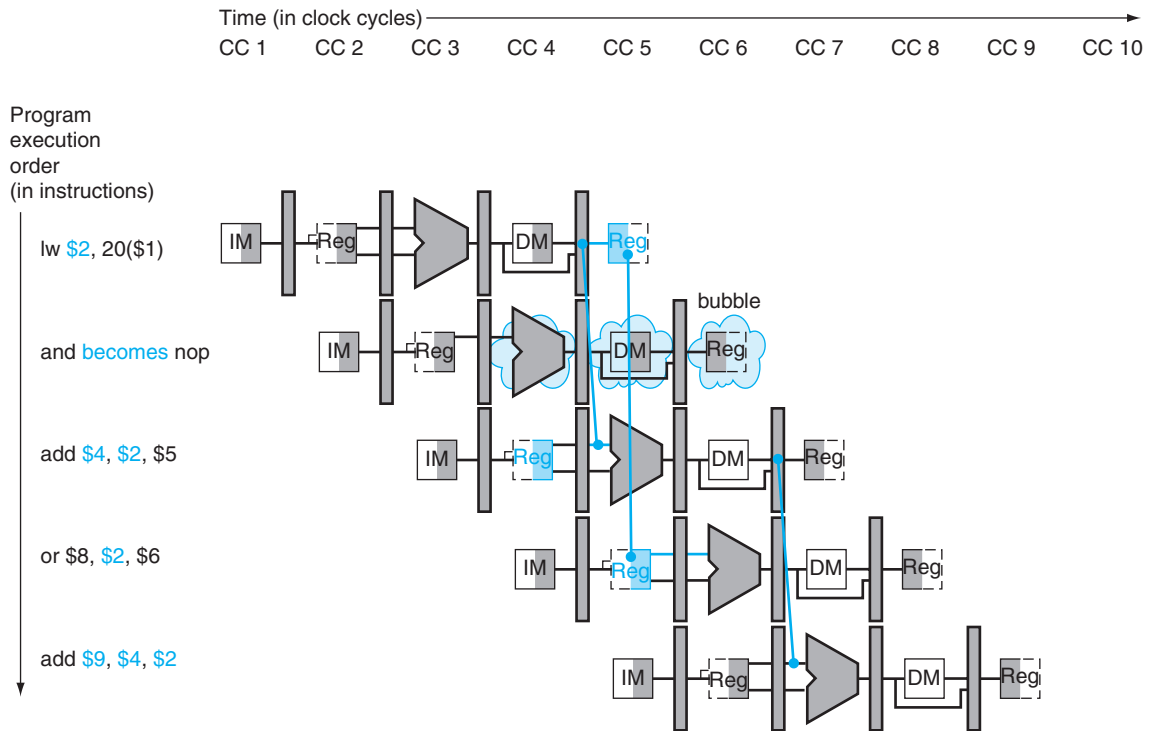 Time (in clock cycles)
CC 1 CC 2 CC 3 CC 4 CC 5 CC 6 CC 7 CC 8 CC 9 CC 10
Program
execution
order
(in instructions)
lw $2, 20($1)
IM Reg DM Reg
bubble
and becomes nop
IM Reg DM Reg
add $4, $2, $5
IM Reg DM Reg
or $8, $2, $6
IM Reg DM Reg
add $9, $4, $2
IM Reg DM Reg